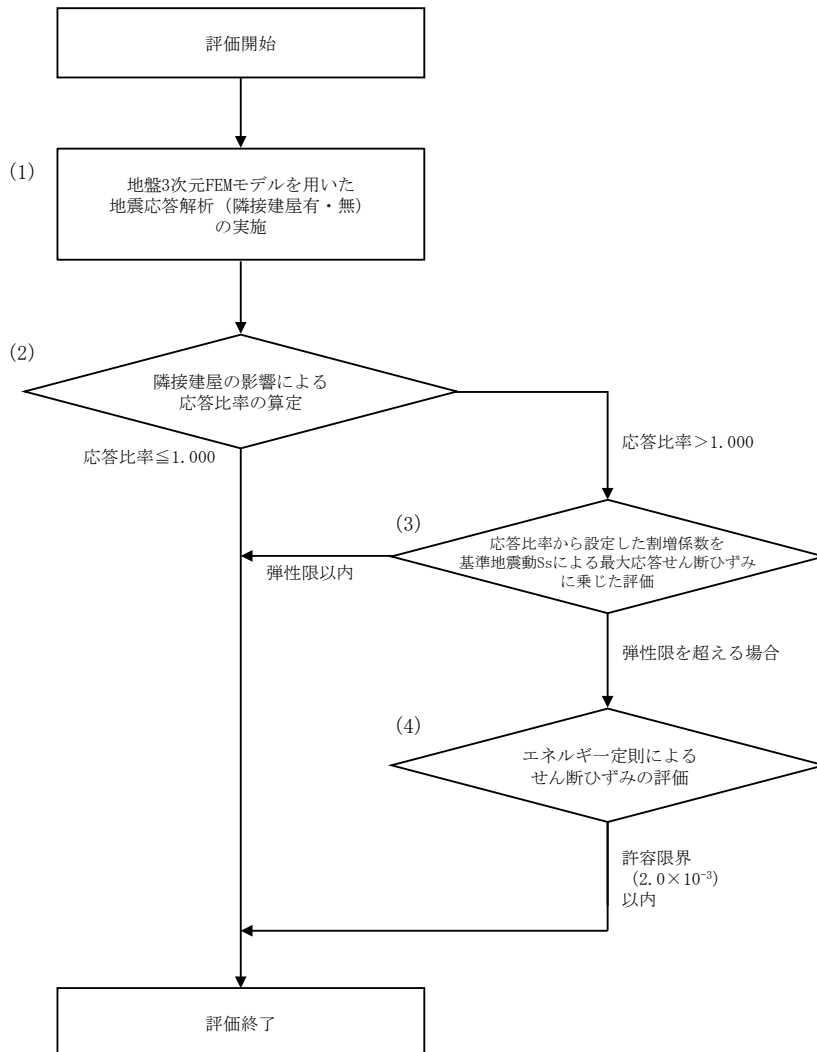 評価開始
(1)
地盤3次元FEMモデルを用いた
地震応答解析（隣接建屋有・無）
の実施
(2)
隣接建屋の影響による
応答比率の算定
応答比率≦1.000
応答比率＞1.000
(3)
応答比率から設定した割増係数を
基準地震動Ssによる最大応答せん断ひずみ
に乗じた評価
弾性限以内
弾性限を超える場合
(4)
エネルギ一定則による
せん断ひずみの評価
許容限界
（2.0×10⁻³）
以内
評価終了